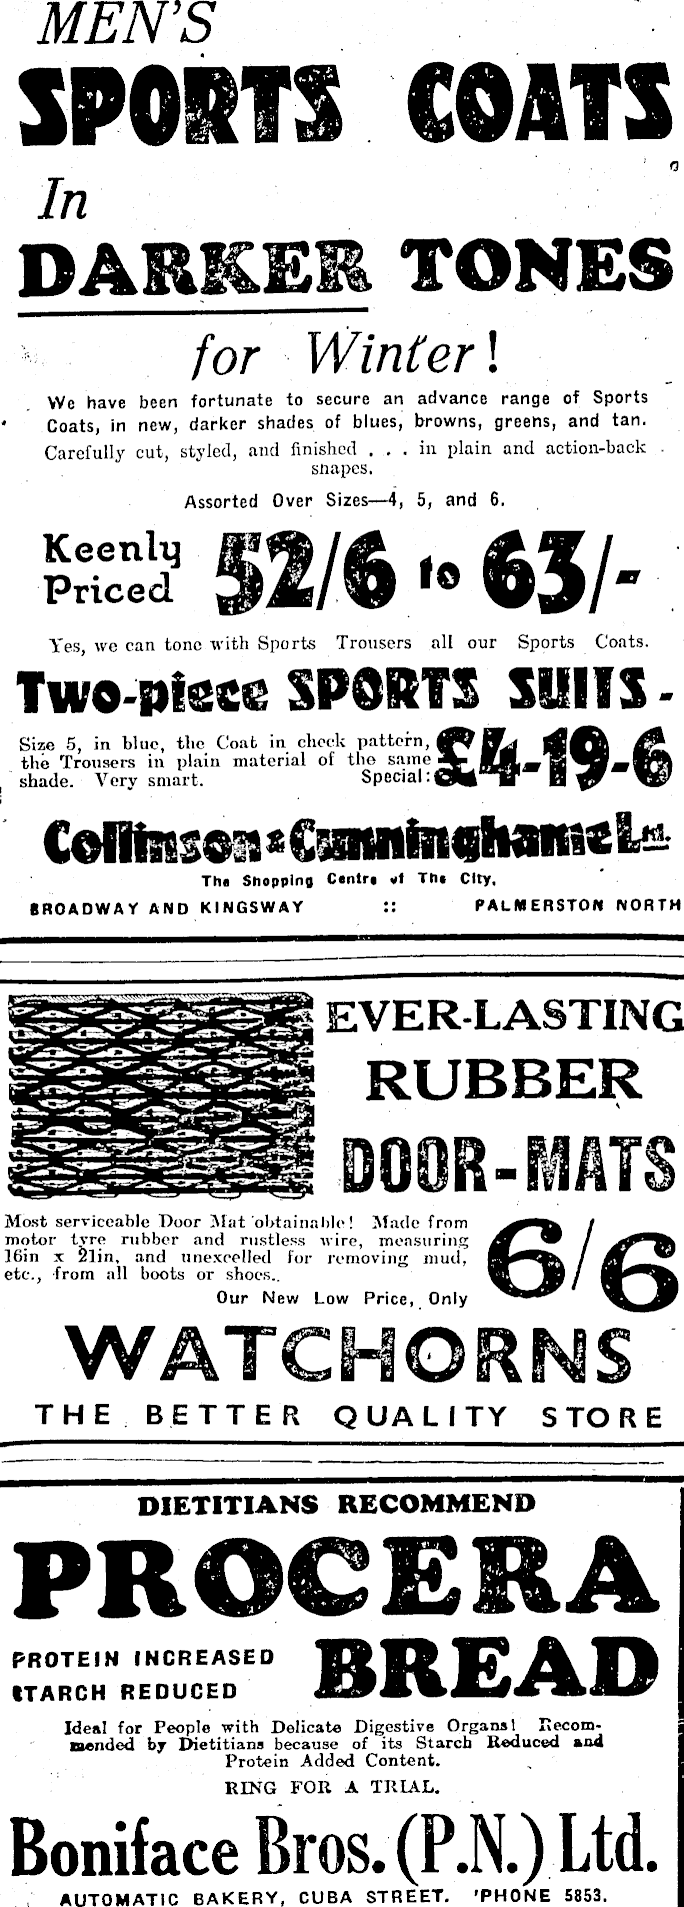 MEN'S
SPORTS COATS
In
DARKER TONES
for Winter!
We have been fortunate to secure an advance range of Sports
Coats, in new, darker shades of blues, browns, greens, and tan.
Carefully cut, styled, and finished . . . in plain and action-back
snapes.
Assorted Over Sizes—4, 5, and 6.
Keenly
Priced
52/6 to 63/-
Yes, we can tone with Sports Trousers all our Sports Coats.
Two-piece SPORTS SUITS -
Size 5, in blue, the Coat in check pattern,
the Trousers in plain material of the same
shade. Very smart. Special:
£4-19-6
Collinson & Cunninghame Ltd.
The Shopping Centre of The City,
BROADWAY AND KINGSWAY :: PALMERSTON NORTH
EVER-LASTING
RUBBER
DOOR-MATS
Most serviceable Door Mat obtainable! Made from
motor tyre rubber and rustless wire, measuring
16in x 21in, and unexcelled for removing mud,
etc., from all boots or shoes..
Our New Low Price, Only
6/6
WATCHORNS
THE BETTER QUALITY STORE
DIETITIANS RECOMMEND
PROCERA
PROTEIN INCREASED
STARCH REDUCED
BREAD
Ideal for People with Delicate Digestive Organs! Recom-
mended by Dietitians because of its Starch Reduced and
Protein Added Content.
RING FOR A TRIAL.
Boniface Bros. (P.N.) Ltd.
AUTOMATIC BAKERY, CUBA STREET. 'PHONE 5853.